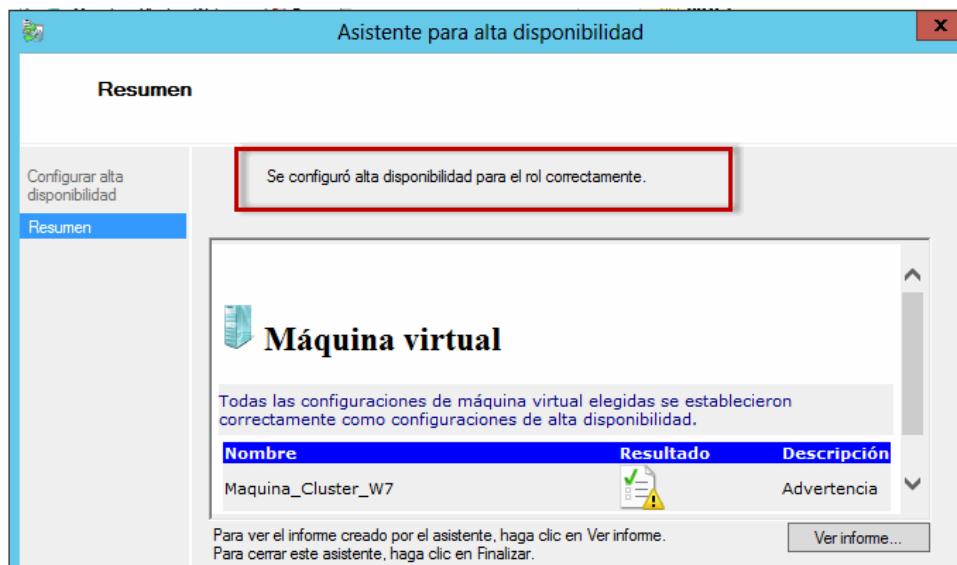 Asistente para alta disponibilidad
x
Resumen
Configurar alta
disponibilidad
Resumen
Se configuró alta disponibilidad para el rol correctamente.
Máquina virtual
Todas las configuraciones de máquina virtual elegidas se establecieron
correctamente como configuraciones de alta disponibilidad.
Nombre Resultado Descripción
Maquina_Cluster_W7 Advertencia
Para ver el informe creado por el asistente, haga clic en Ver informe.
Para cerrar este asistente, haga clic en Finalizar.
Ver informe...